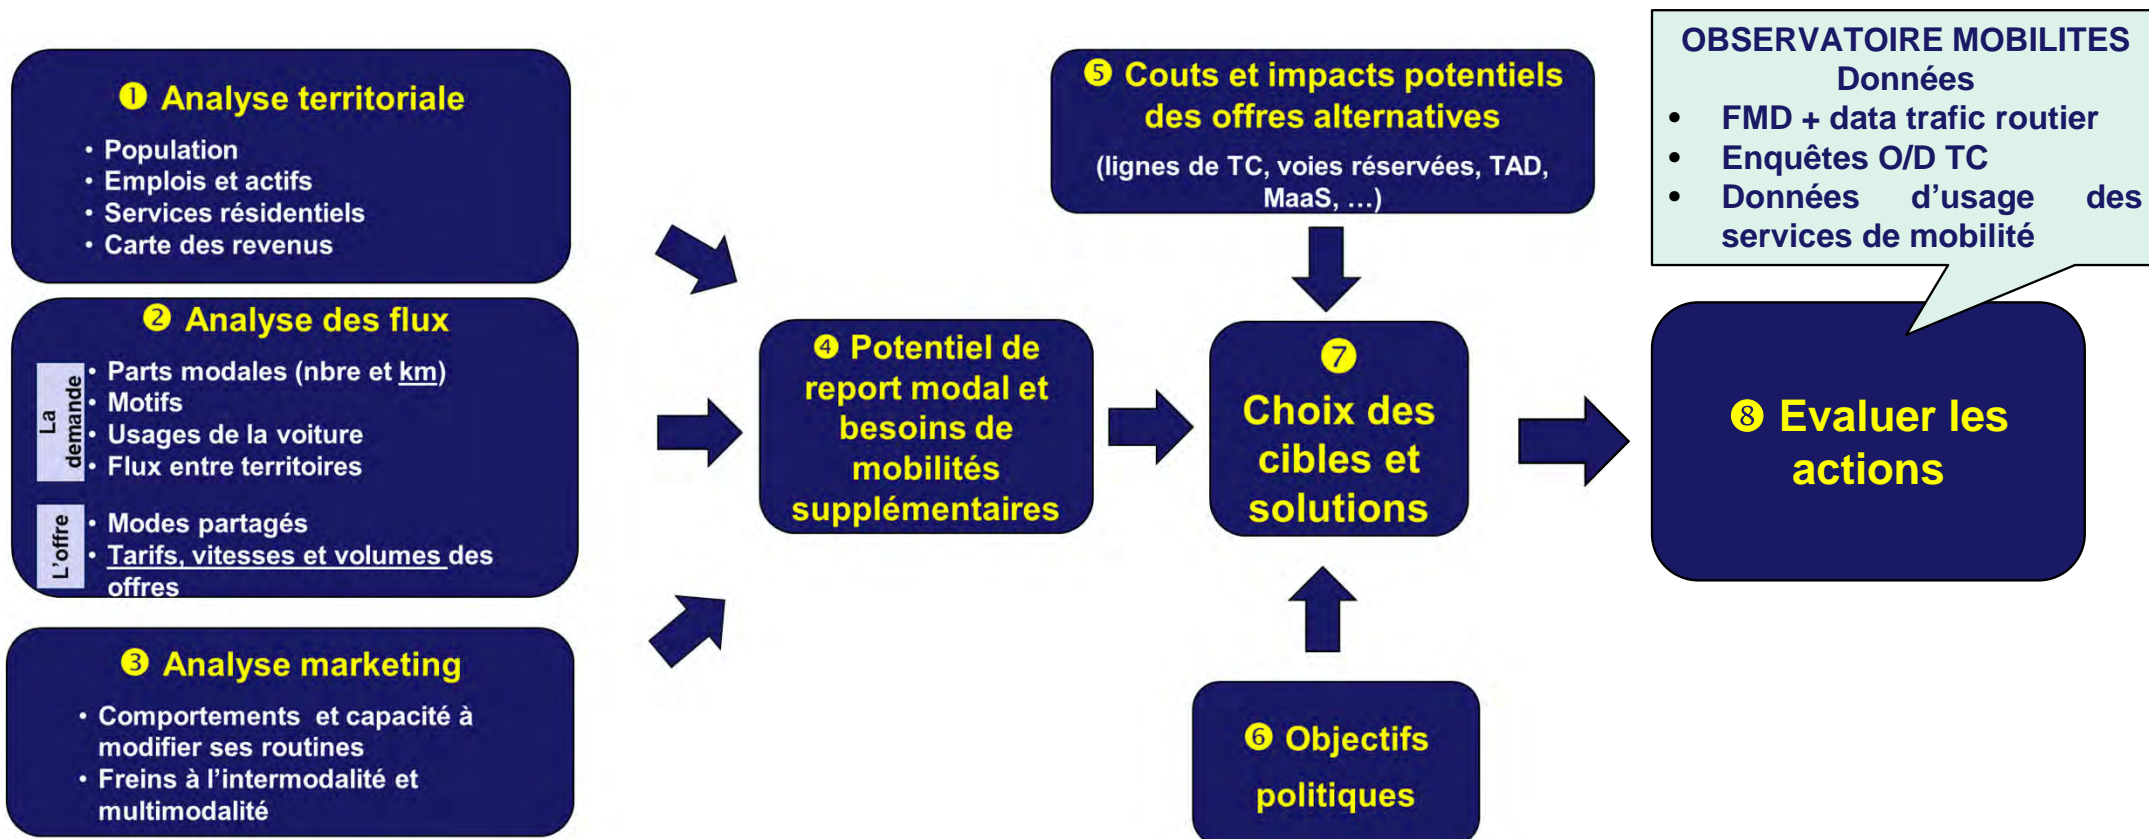 ❶ Analyse territoriale
• Population
• Emplois et actifs
• Services résidentiels
• Carte des revenus
❷ Analyse des flux
La
demande
• Parts modales (nbre et km)
• Motifs
• Usages de la voiture
• Flux entre territoires
L'offre
• Modes partagés
• Tarifs, vitesses et volumes des
offres
❸ Analyse marketing
• Comportements et capacité à
modifier ses routines
• Freins à l'intermodalité et
multimodalité
❹ Potentiel de
report modal et
besoins de
mobilités
supplémentaires
❺ Couts et impacts potentiels
des offres alternatives
(lignes de TC, voies réservées, TAD,
MaaS, ...)
❼
Choix des
cibles et
solutions
❻ Objectifs
politiques
OBSERVATOIRE MOBILITES
Données
• FMD + data trafic routier
• Enquêtes O/D TC
• Données d'usage des
services de mobilité
❽ Evaluer les
actions